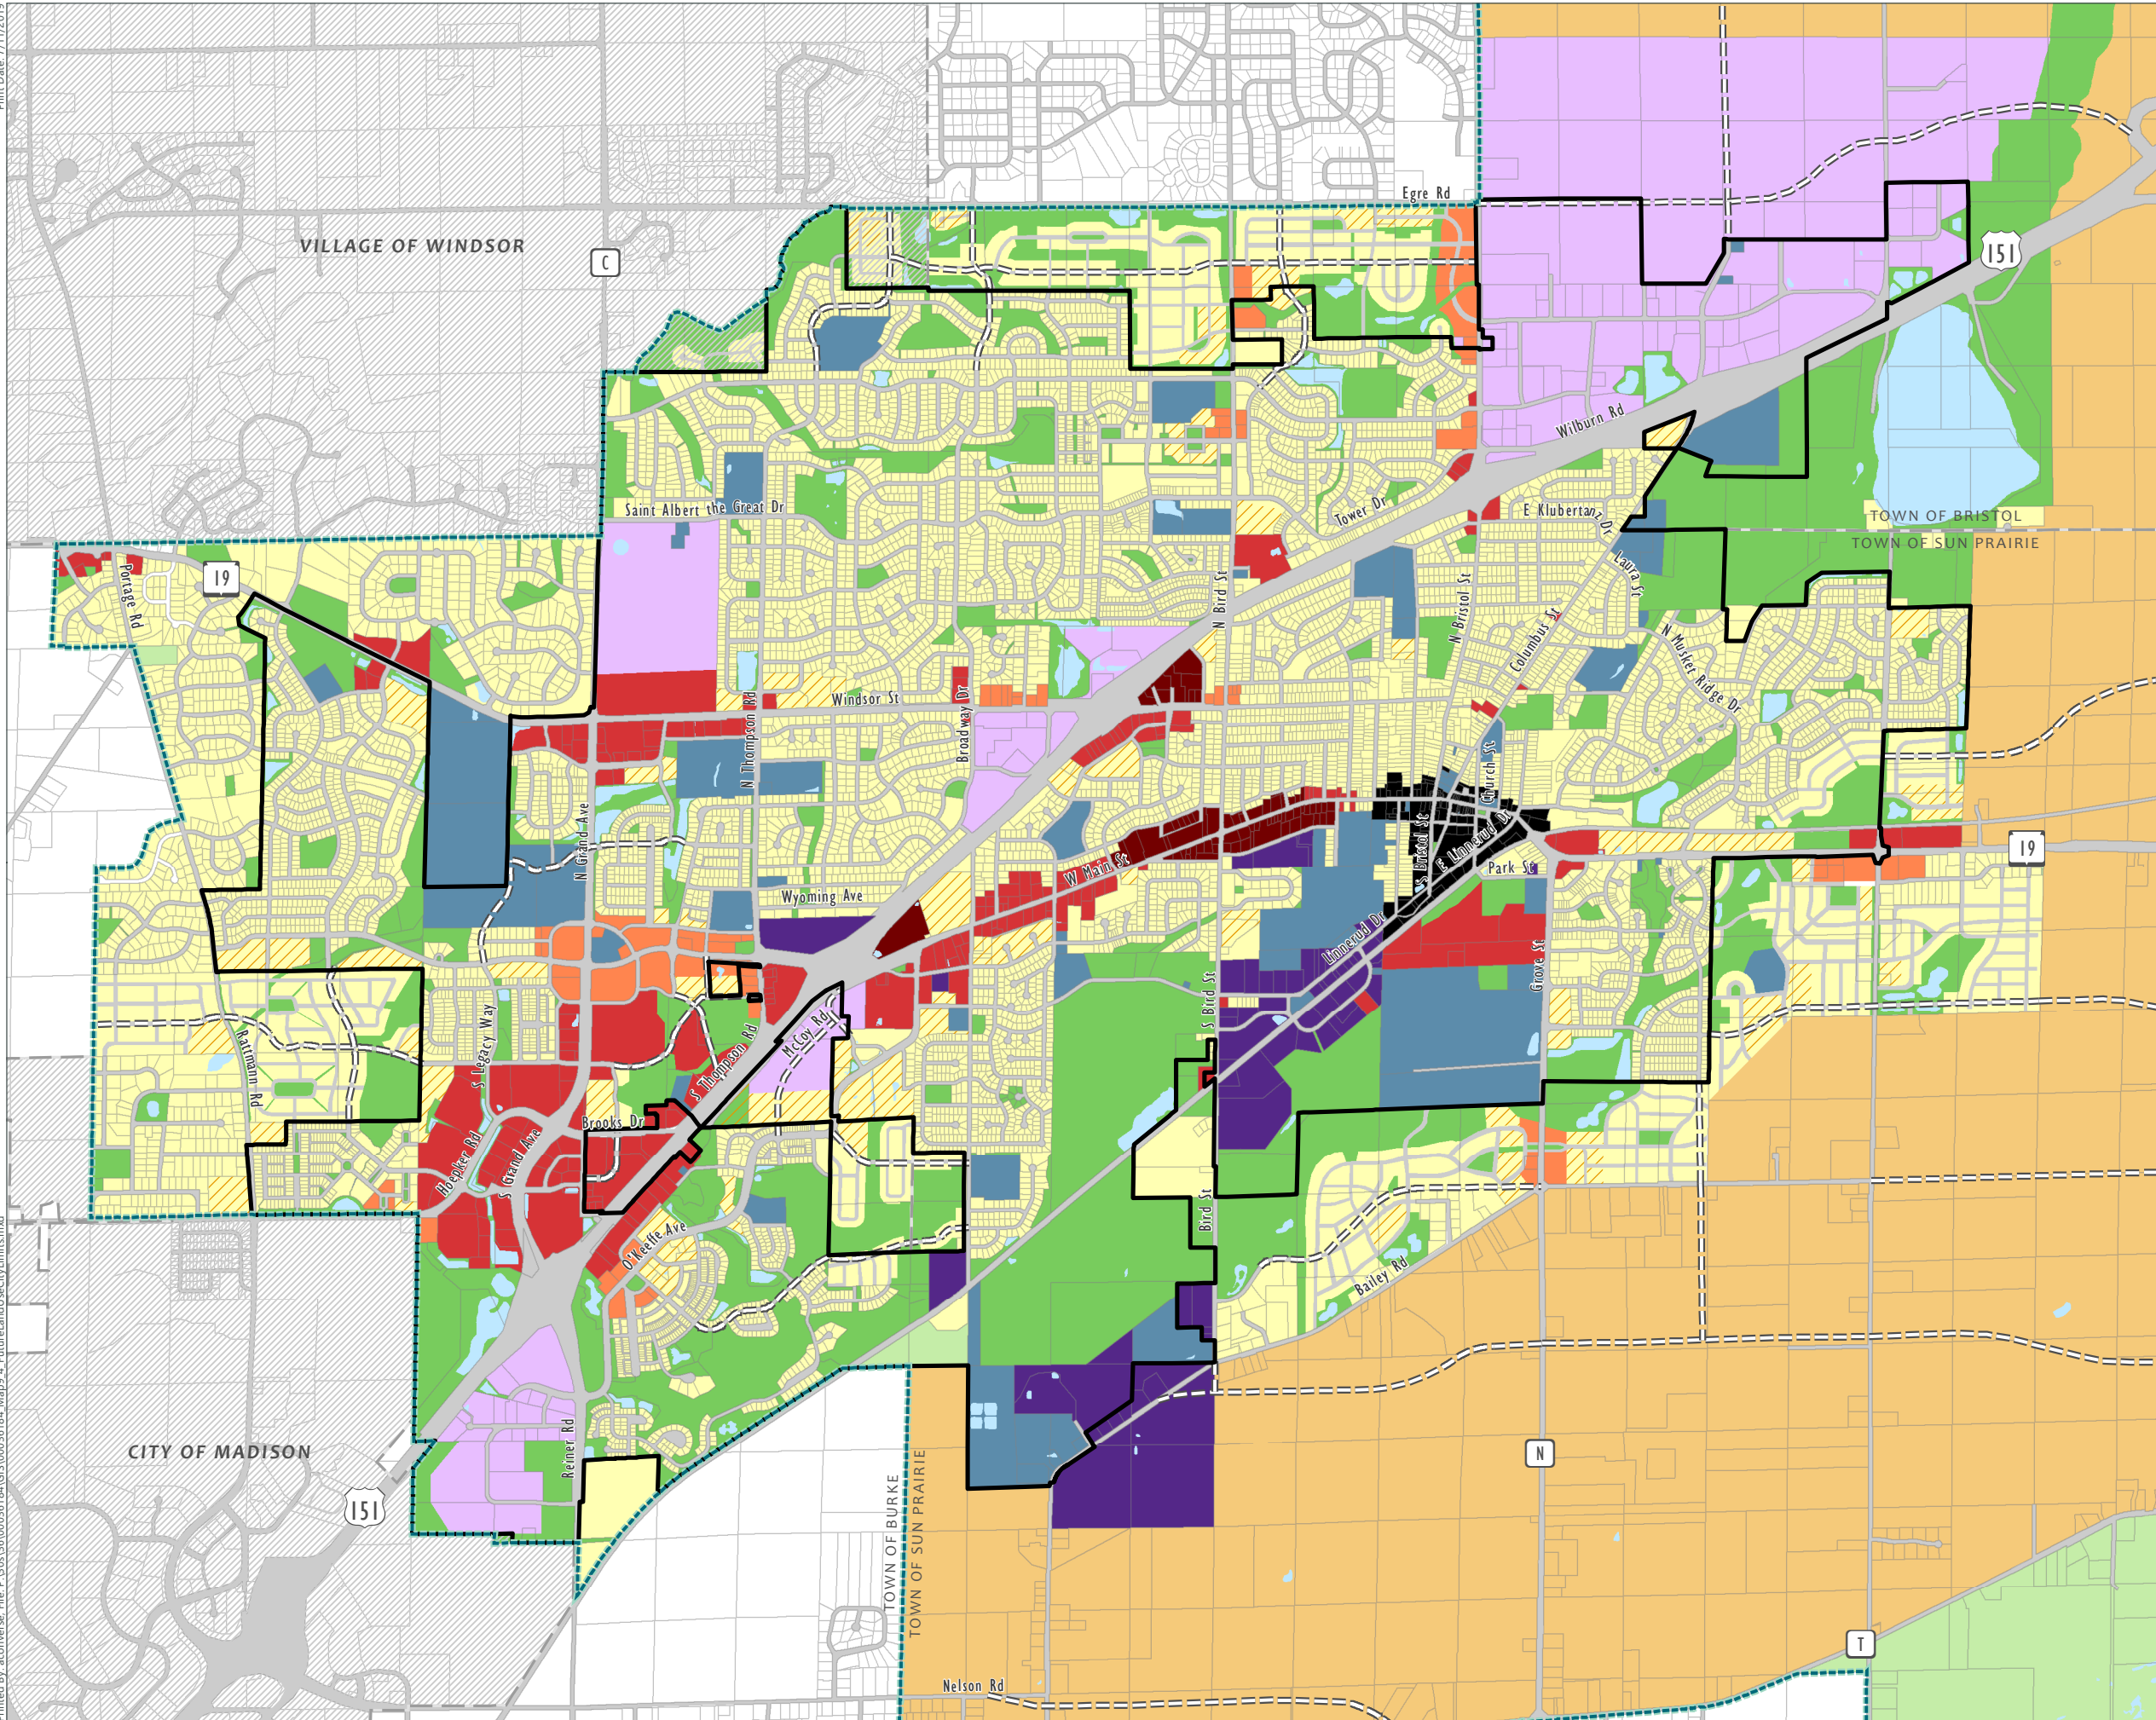 Egre Rd
VILLAGE OF WINDSOR
C
151
Wilburn Rd
Saint Albert the Great Dr
Tower Dr
E Klubertanz Dr
TOWN OF BRISTOL
TOWN OF SUN PRAIRIE
Portage Rd
19
N Bird St
N Bristol St
Columbus St
Laura St
N Musket Ridge Dr
Windsor St
N Thompson Rd
Broadway Dr
N Grand Ave
Church St
S Bristol St
E Linnerud Dr
Park St
19
W Main St
Wyoming Ave
Linnerud Dr
Grove St
S Bird St
S Legacy Way
McCoy Rd
S Thompson Rd
Rattmann Rd
Brooks Dr
Hoepker Rd
S Grand Ave
Bird St
O'Keeffe Ave
Bailey Rd
Reiner Rd
CITY OF MADISON
151
N
TOWN OF BURKE
TOWN OF SUN PRAIRIE
T
Nelson Rd